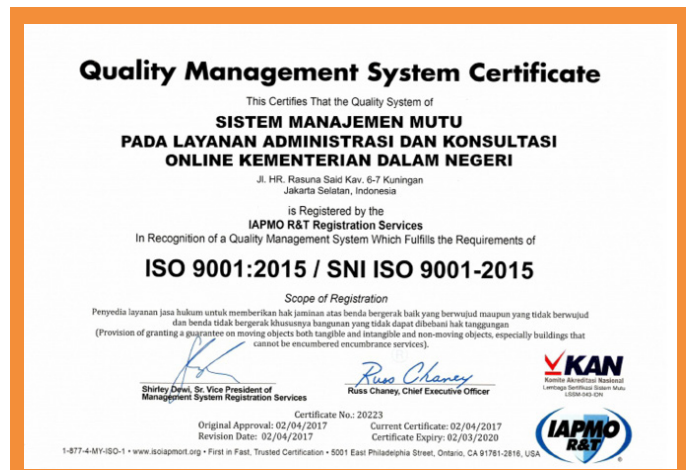 Quality Management System Certificate
This Certifies That the Quality System of
SISTEM MANAJEMEN MUTU
PADA LAYANAN ADMINISTRASI DAN KONSULTASI
ONLINE KEMENTERIAN DALAM NEGERI
Jl. HR. Rasuna Said Kav. 6-7 Kuningan
Jakarta Selatan, Indonesia
is Registered by the
IAPMO R&T Registration Services
In Recognition of a Quality Management System Which Fulfills the Requirements of
ISO 9001:2015 / SNI ISO 9001-2015
Scope of Registration
Penyedia layanan jasa hukum untuk memberikan hak jaminan atas benda bergerak baik yang berwujud maupun yang tidak berwujud
dan benda tidak bergerak khususnya bangunan yang tidak dapat dibebani hak tanggungan
(Provision of granting a guarantee on moving objects both tangible and intangible and non-moving objects, especially buildings that
cannot be encumbered encumbrance services).
Russ Chaney
Shirley Dewi, Sr. Vice President of
Management System Registration Services
Russ Chaney, Chief Executive Officer
KAN
Komite Akreditasi Nasional
Lembaga Sertifikasi Sistem Mutu
LSSM-043-IDN
Certificate No.: 20223
Original Approval: 02/04/2017 Current Certificate: 02/04/2017
Revision Date: 02/04/2017 Certificate Expiry: 02/03/2020
IAPMO
R&T
1-877-4-MY-ISO-1 • www.isoiapmort.org • First in Fast, Trusted Certification • 5001 East Philadelphia Street, Ontario, CA 91761-2816, USA